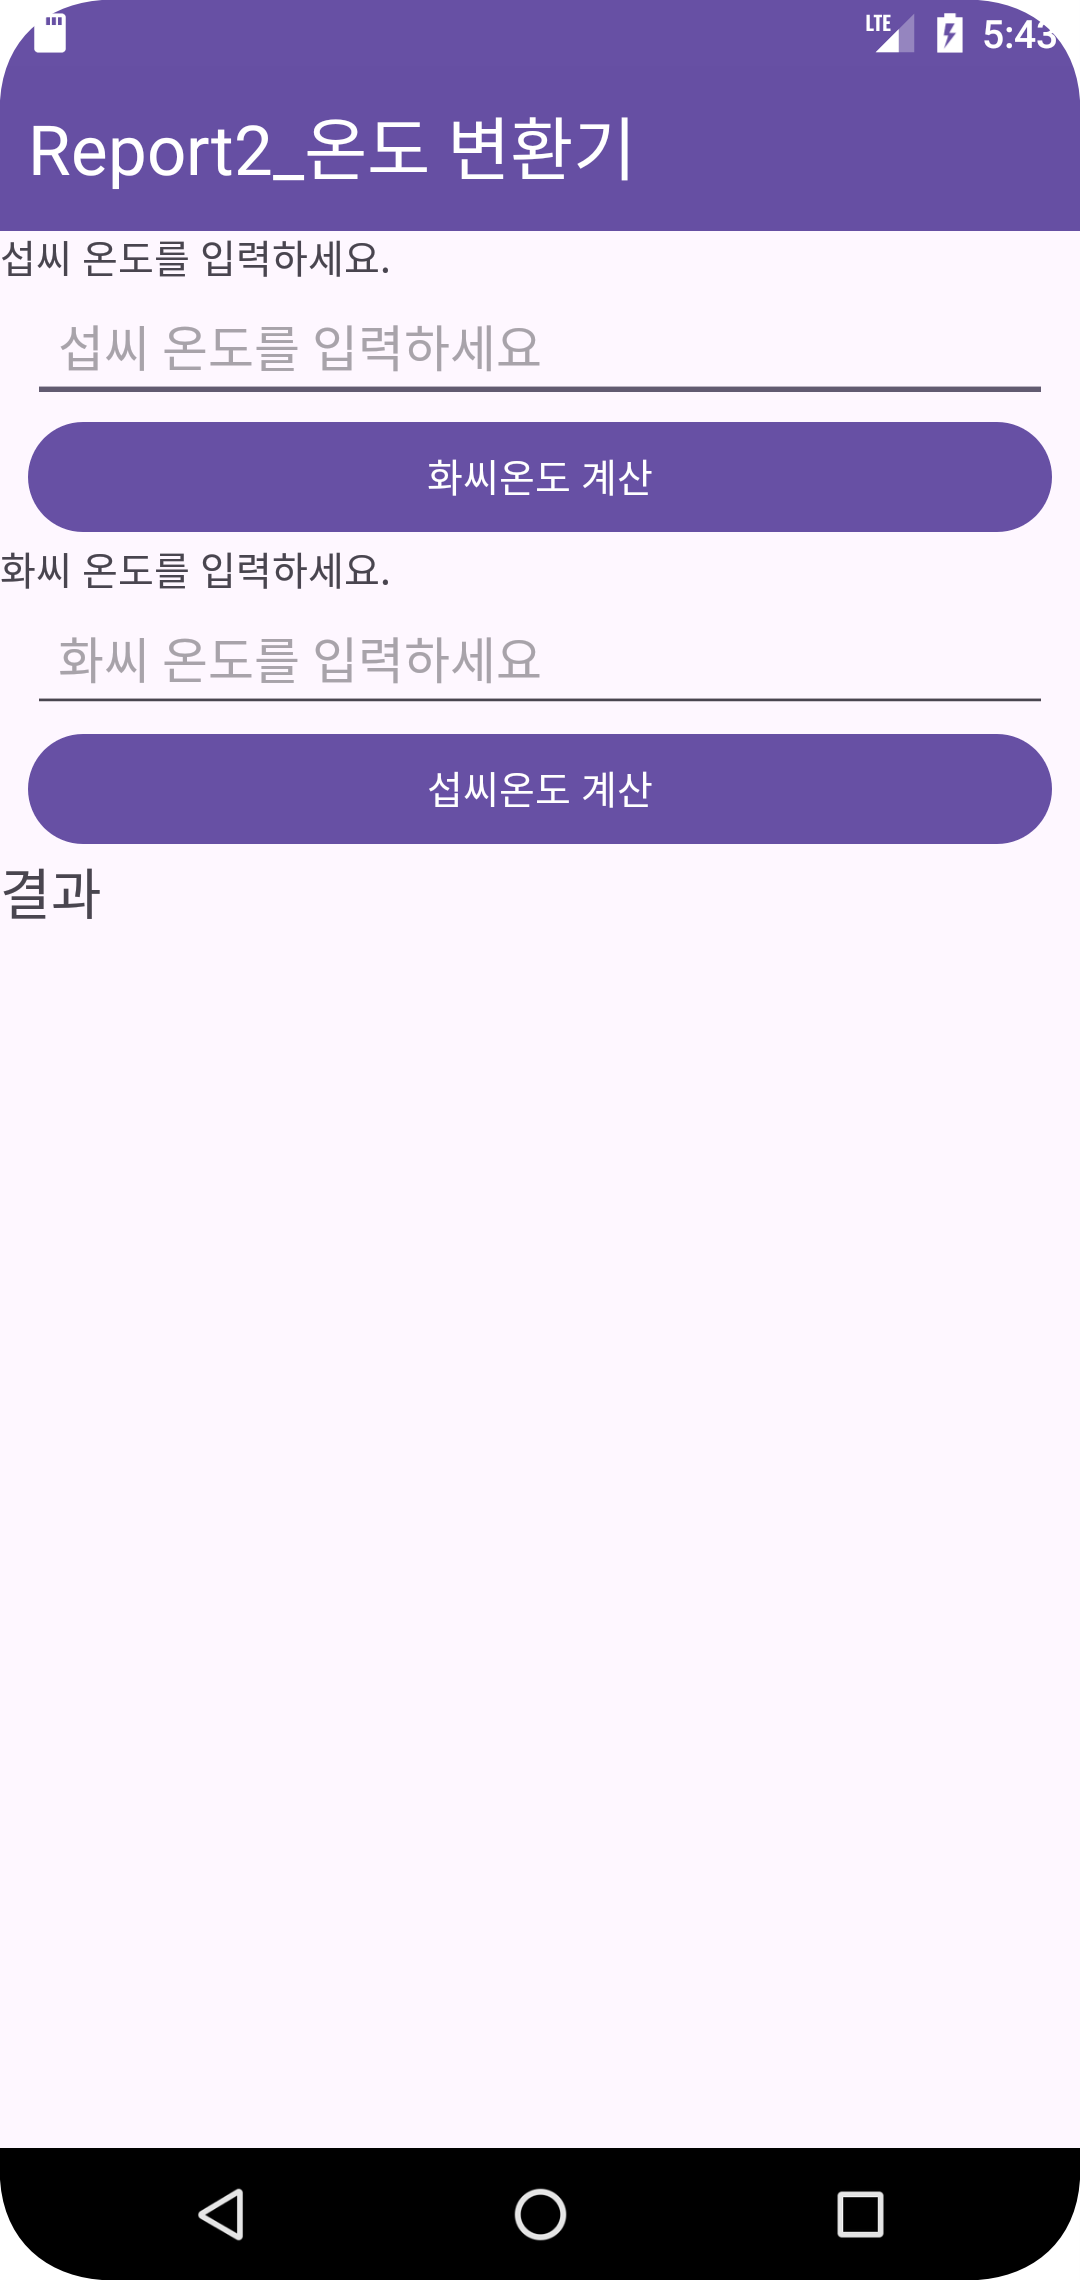 LTE 5:43
Report2_온도 변환기
섭씨 온도를 입력하세요.
섭씨 온도를 입력하세요
화씨온도 계산
화씨 온도를 입력하세요.
화씨 온도를 입력하세요
섭씨온도 계산
결과